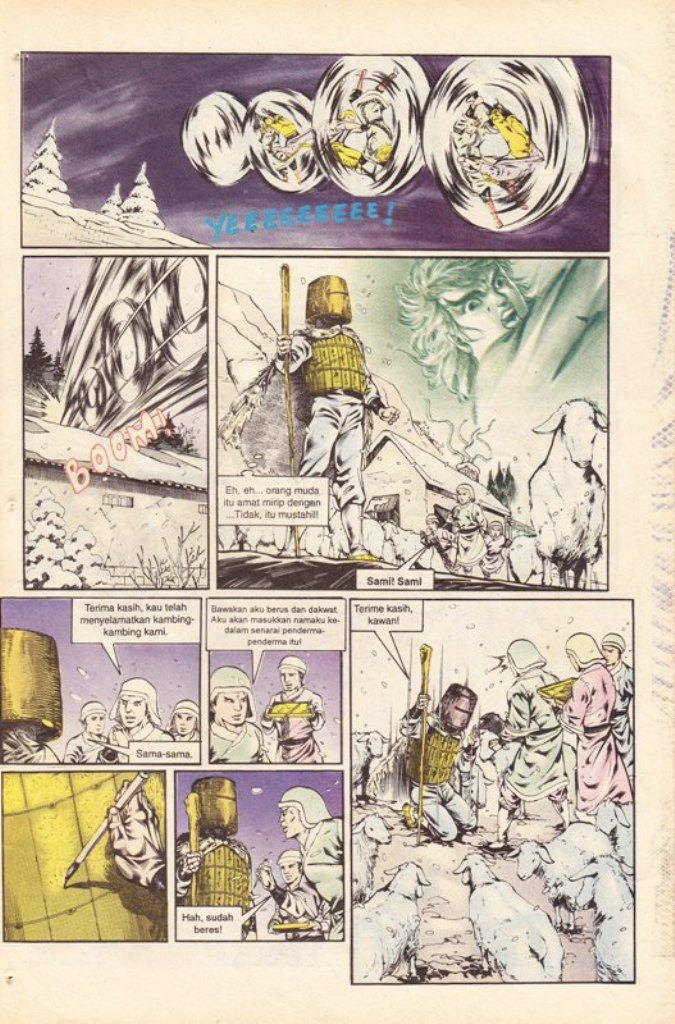 YEEEEEEEEEE!
BOOM!
Eh, eh... orang muda
itu amat mirip dengan
...Tidak, itu mustahil!
Sami! Sami
Terima kasih, kau telah
menyelamatkan kambing-
kambing kami.
Sama-sama.
Bawakan aku berus dan dakwat.
Aku akan masukkan namaku ke-
dalam senarai penderma-
penderma itu!
Terime kasih,
kawan!
Hah, sudah
beres!